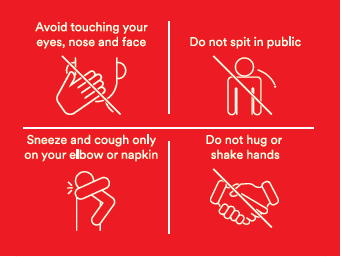 Avoid touching your
eyes, nose and face
Do not spit in public
Sneeze and cough only
on your elbow or napkin
Do not hug or
shake hands